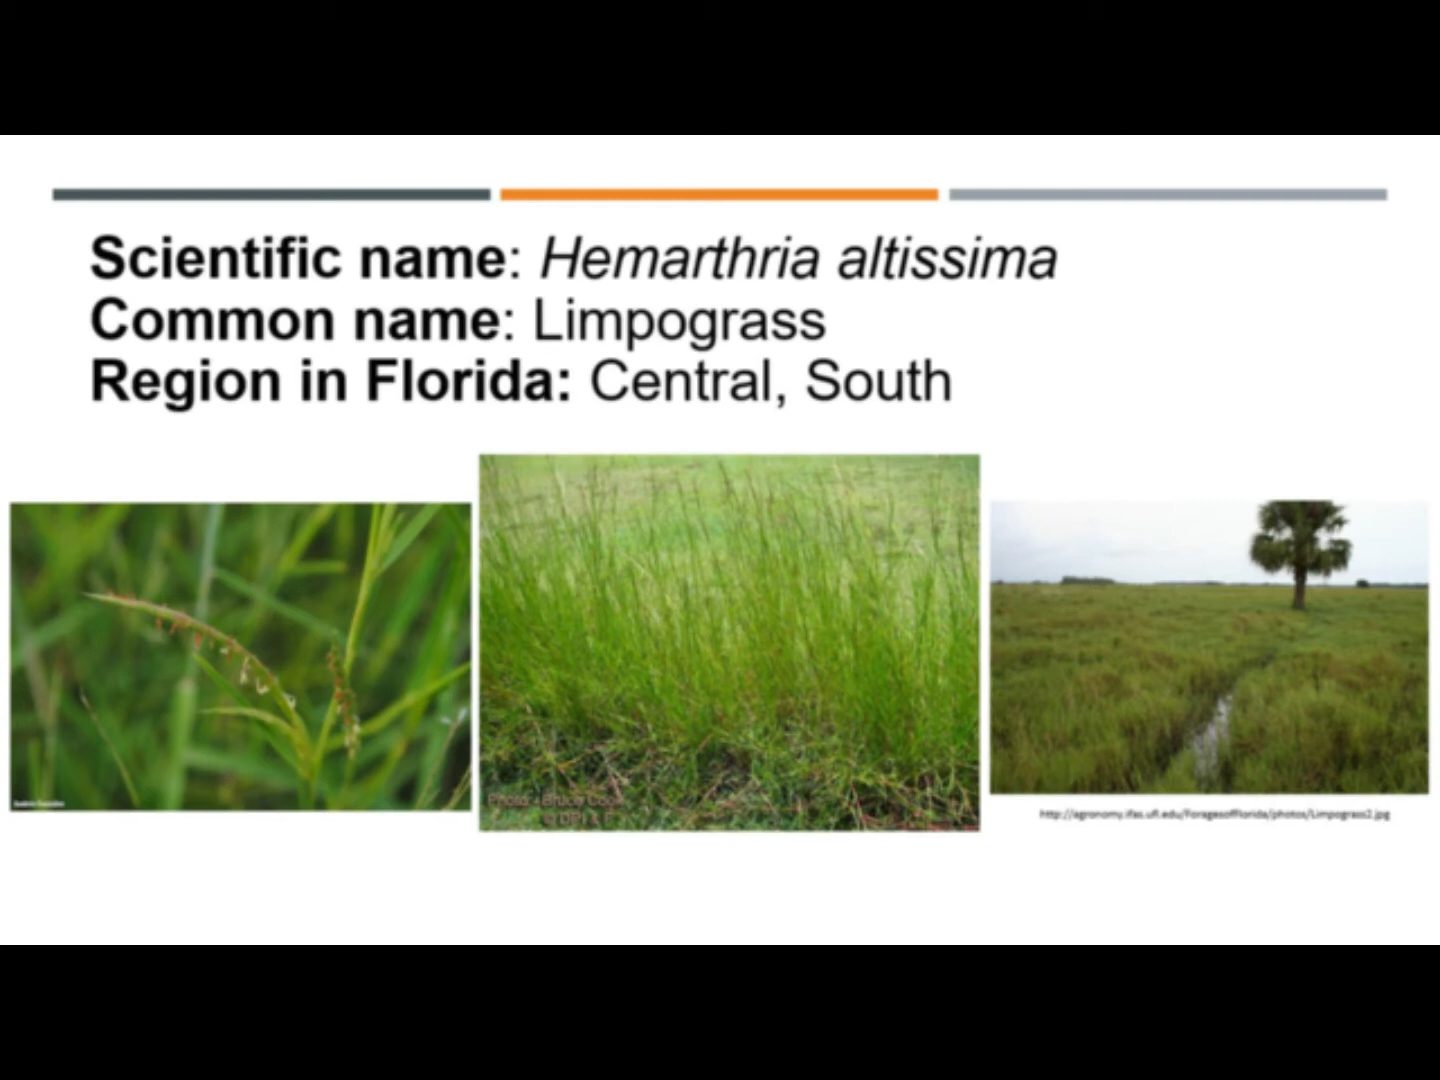 Scientific name: Hemarthria altissima
Common name: Limpograss
Region in Florida: Central, South
Photo: Bruce Cook
http://agronomy.ifas.ufl.edu/ForagesofFlorida/photos/Limpograss2.jpg